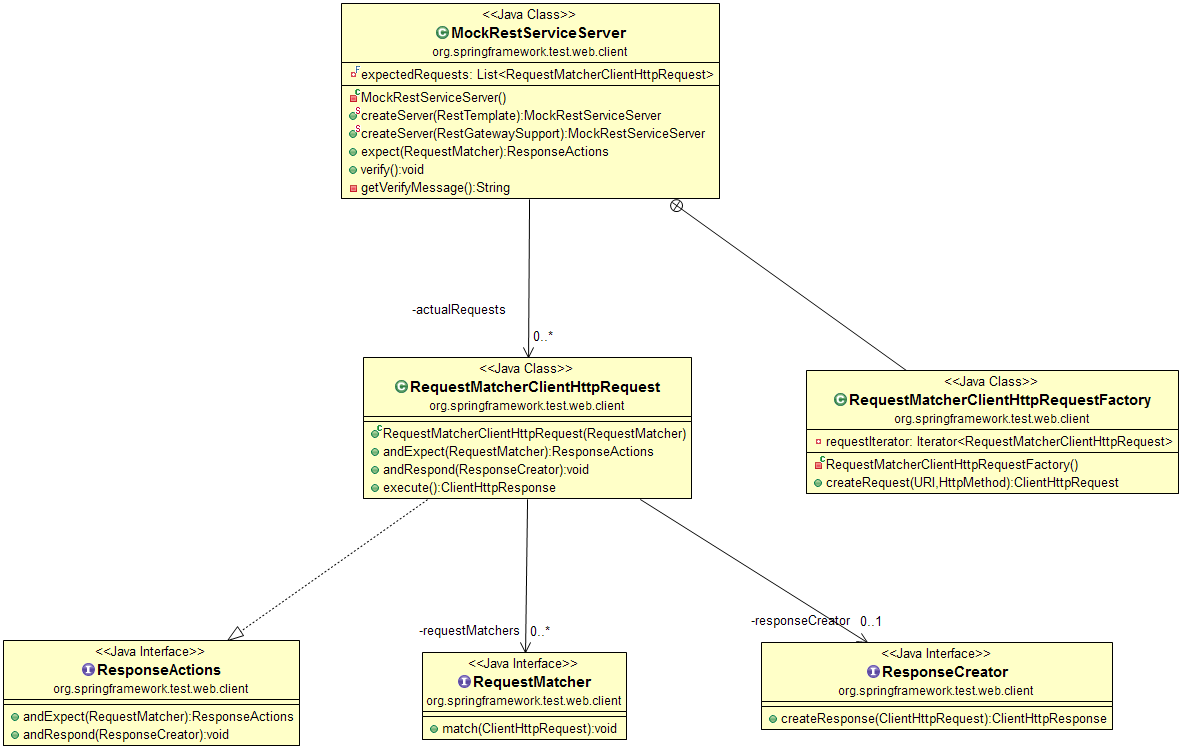 <<Java Class>>
MockRestServiceServer
org.springframework.test.web.client
expectedRequests: List<RequestMatcherClientHttpRequest>
MockRestServiceServer()
createServer(RestTemplate):MockRestServiceServer
createServer(RestGatewaySupport):MockRestServiceServer
expect(RequestMatcher):ResponseActions
verify():void
getVerifyMessage():String
-actualRequests
0..*
<<Java Class>>
RequestMatcherClientHttpRequest
org.springframework.test.web.client
RequestMatcherClientHttpRequest(RequestMatcher)
andExpect(RequestMatcher):ResponseActions
andRespond(ResponseCreator):void
execute():ClientHttpResponse
<<Java Class>>
RequestMatcherClientHttpRequestFactory
org.springframework.test.web.client
requestIterator: Iterator<RequestMatcherClientHttpRequest>
RequestMatcherClientHttpRequestFactory()
createRequest(URI,HttpMethod):ClientHttpRequest
-requestMatchers 0..*
-responseCreator 0..1
<<Java Interface>>
ResponseActions
org.springframework.test.web.client
andExpect(RequestMatcher):ResponseActions
andRespond(ResponseCreator):void
<<Java Interface>>
RequestMatcher
org.springframework.test.web.client
match(ClientHttpRequest):void
<<Java Interface>>
ResponseCreator
org.springframework.test.web.client
createResponse(ClientHttpRequest):ClientHttpResponse